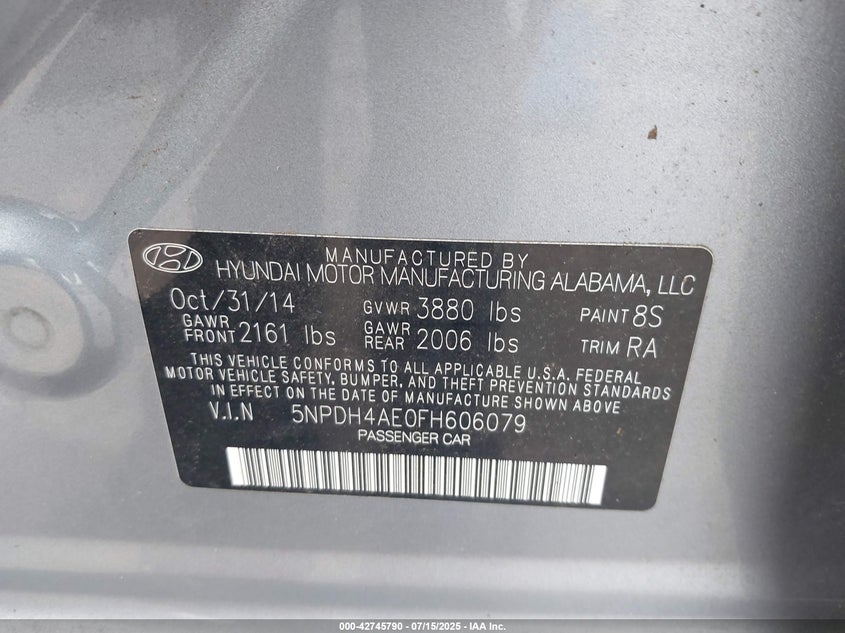 MANUFACTURED BY
HYUNDAI MOTOR MANUFACTURING ALABAMA, LLC
Oct/31/14 GVWR 3880 lbs PAINT 8S
GAWR FRONT 2161 lbs GAWR REAR 2006 lbs TRIM RA
THIS VEHICLE CONFORMS TO ALL APPLICABLE U.S.A. FEDERAL
MOTOR VEHICLE SAFETY, BUMPER, AND THEFT PREVENTION STANDARDS
IN EFFECT ON THE DATE OF MANUFACTURE SHOWN ABOVE
V.I.N 5NPDH4AE0FH606079
PASSENGER CAR
000-42745790 - 07/15/2025 - IAA Inc.